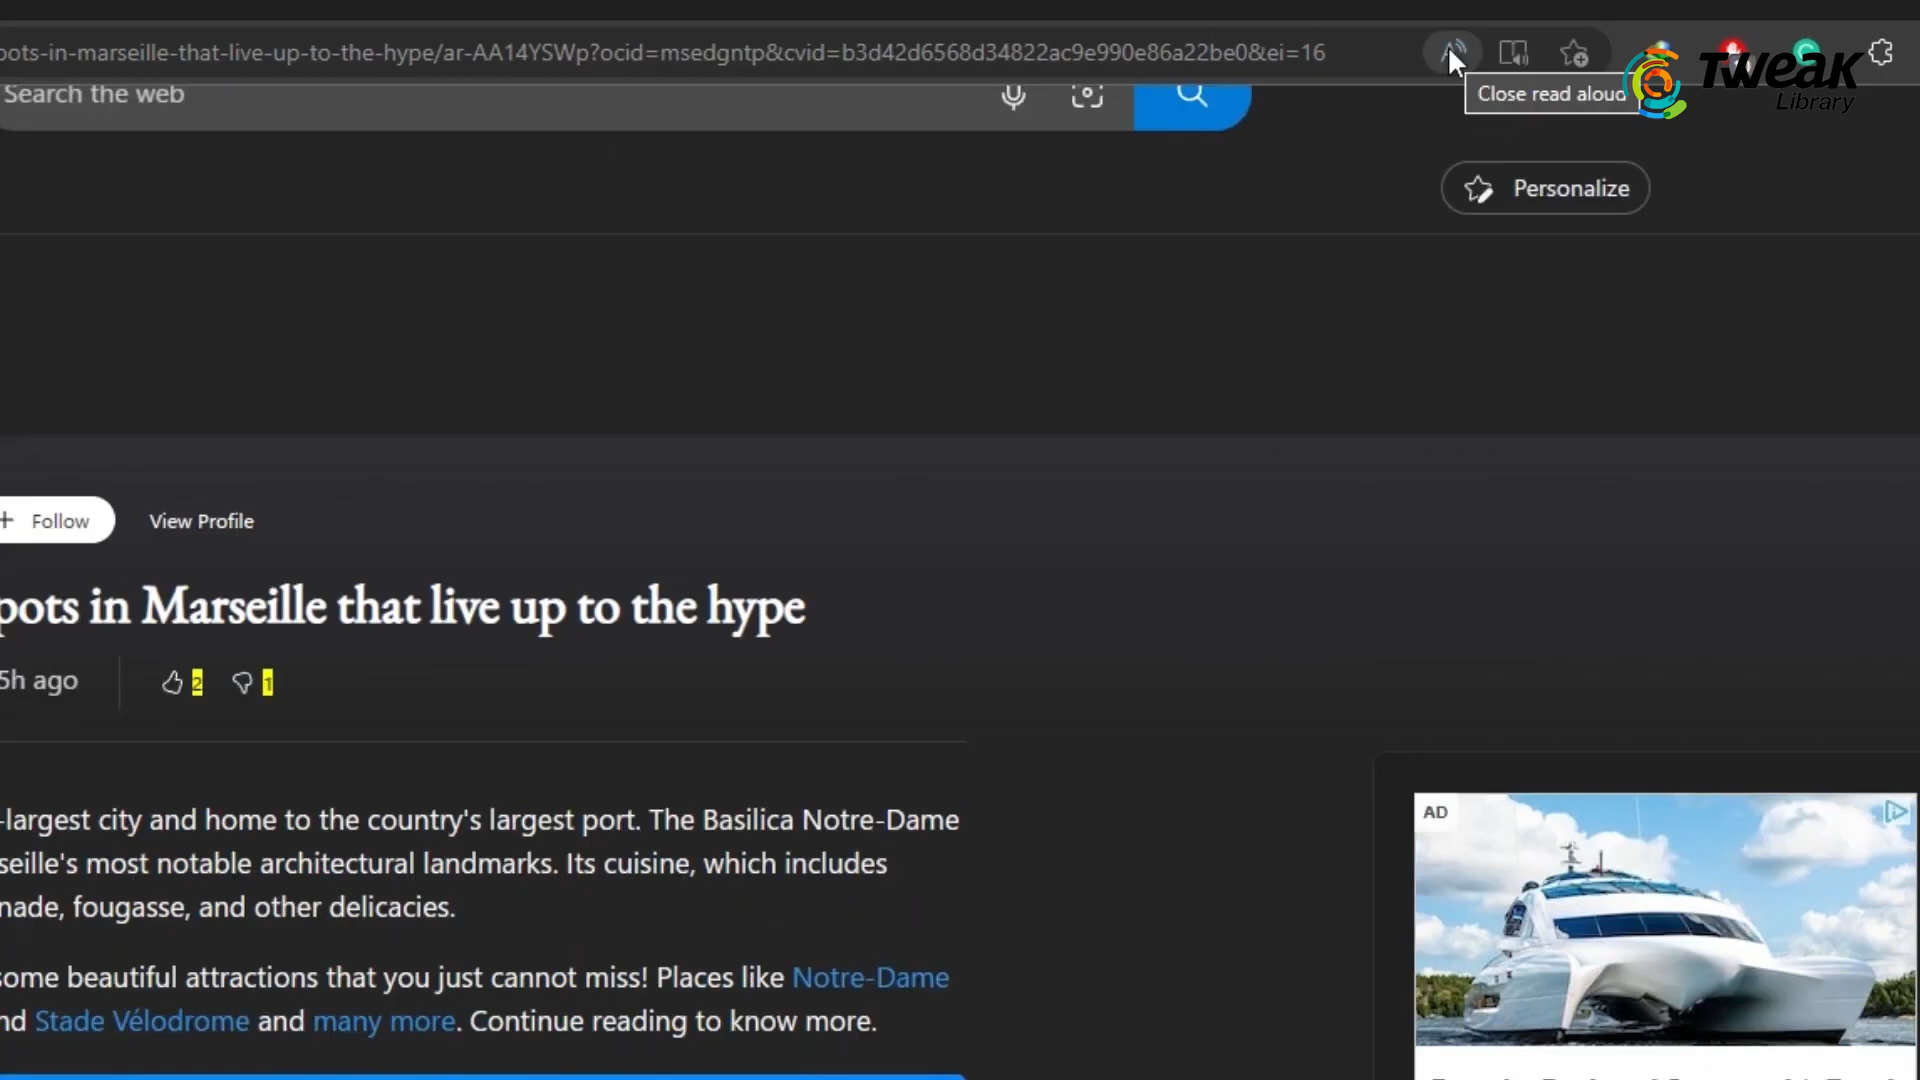 pots-in-marseille-that-live-up-to-the-hype/ar-AA14YSWp?ocid=msedgntp&cvid=b3d42d6568d34822ac9e990e86a22be0&ei=16
Tweak
Library
Search the web
Close read aloud
Personalize
+ Follow
View Profile
pots in Marseille that live up to the hype
5h ago
2
1
-largest city and home to the country's largest port. The Basilica Notre-Dame
seille's most notable architectural landmarks. Its cuisine, which includes
nade, fougasse, and other delicacies.
some beautiful attractions that you just cannot miss! Places like Notre-Dame
nd Stade Vélodrome and many more. Continue reading to know more.
AD